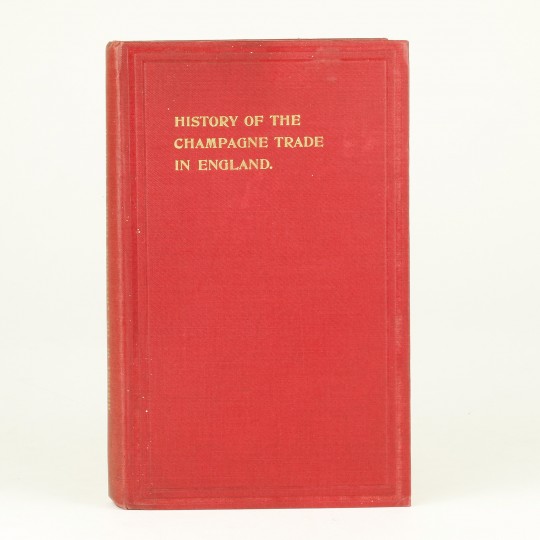 HISTORY OF THE
CHAMPAGNE TRADE
IN ENGLAND.